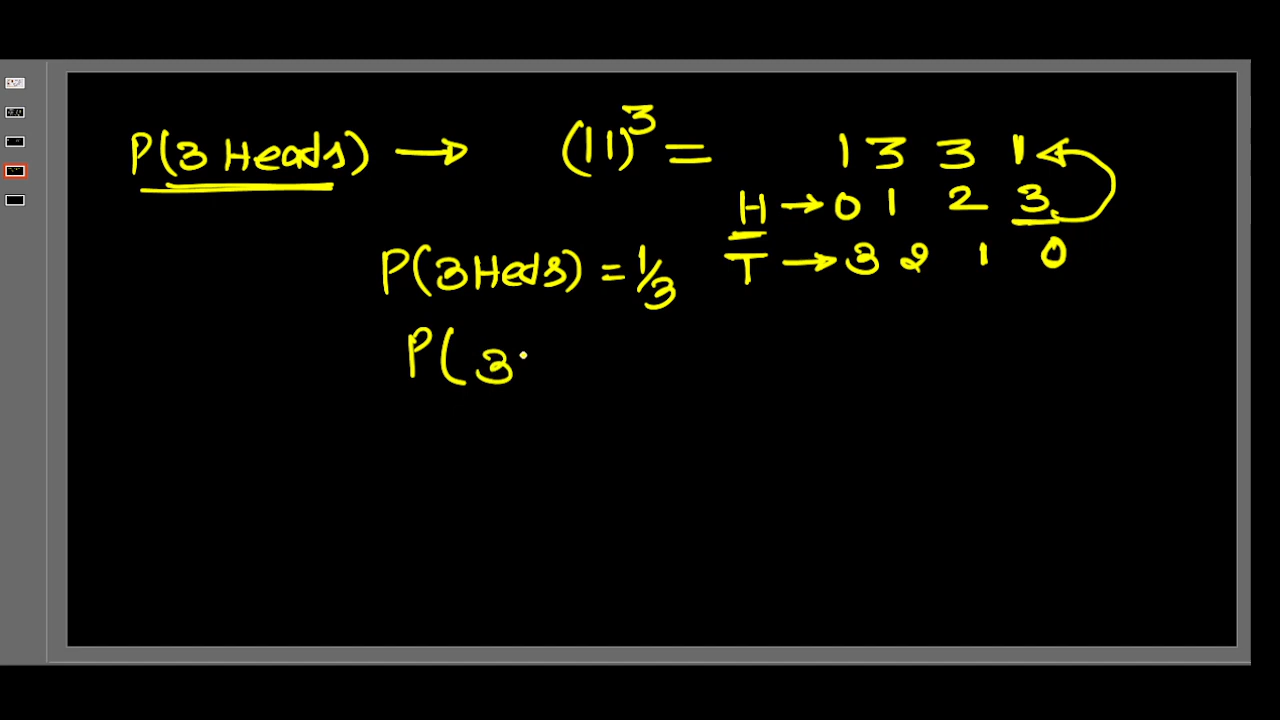 P(3 Heads) → (11)³ = 1 3 3 1
H → 0 1 2 3
T → 3 2 1 0
P(3Heds) = 1/3
P( 3